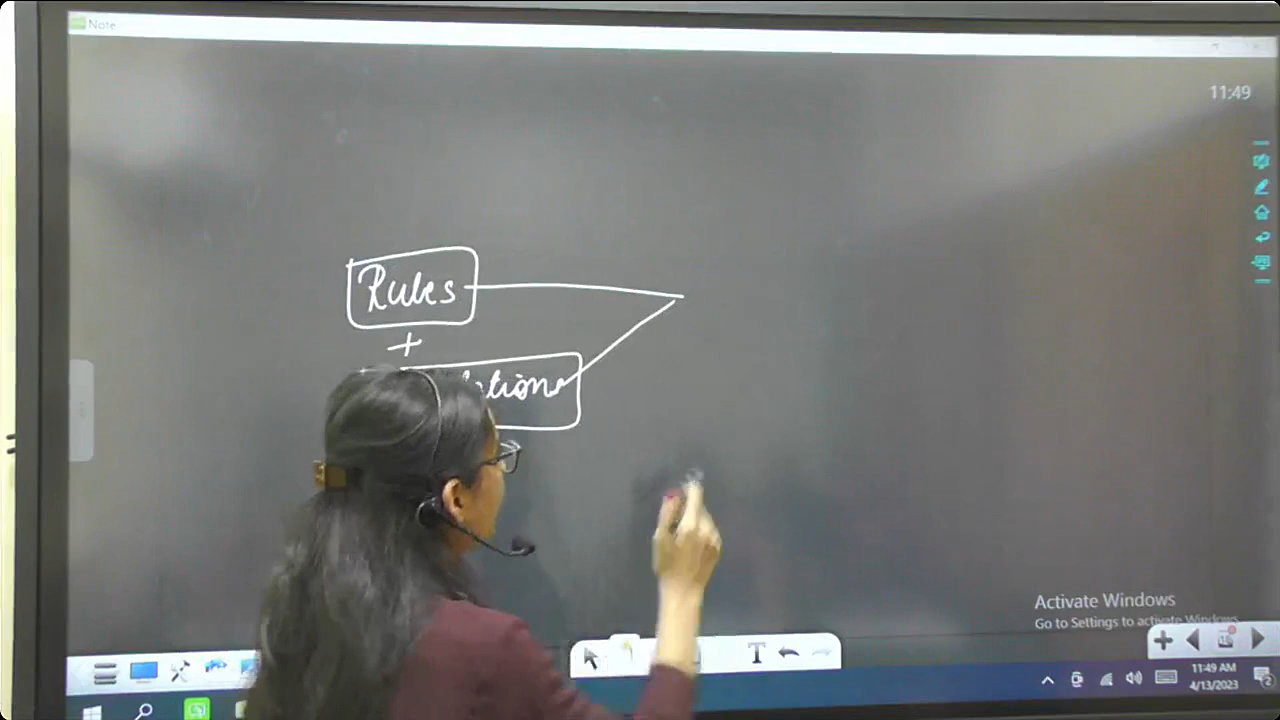 Note
11:49
Rules
+
Activate Windows
Go to Settings to activate Windows.
T
11:49 AM
4/13/2023